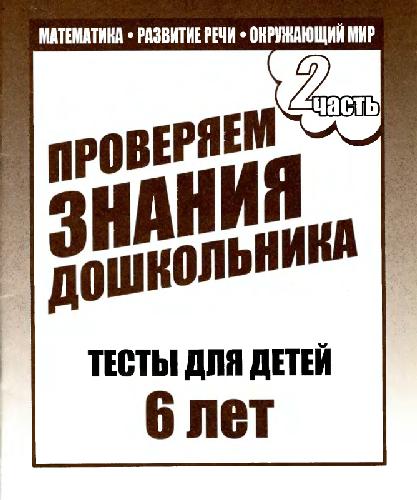 МАТЕМАТИКА • РАЗВИТИЕ РЕЧИ • ОКРУЖАЮЩИЙ МИР
2
часть
ПРОВЕРЯЕМ
ЗНАНИЯ
ДОШКОЛЬНИКА
ТЕСТЫ ДЛЯ ДЕТЕЙ
6 лет